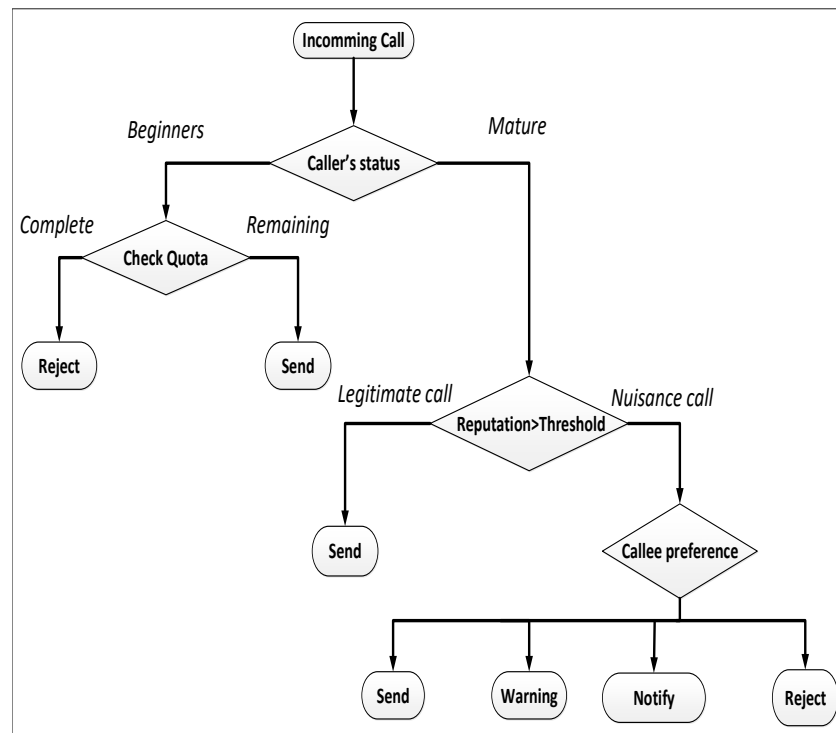 Incomming Call
Beginners
Mature
Caller's status
Complete
Remaining
Check Quota
Reject
Send
Legitimate call
Nuisance call
Reputation>Threshold
Send
Callee preference
Send
Warning
Notify
Reject